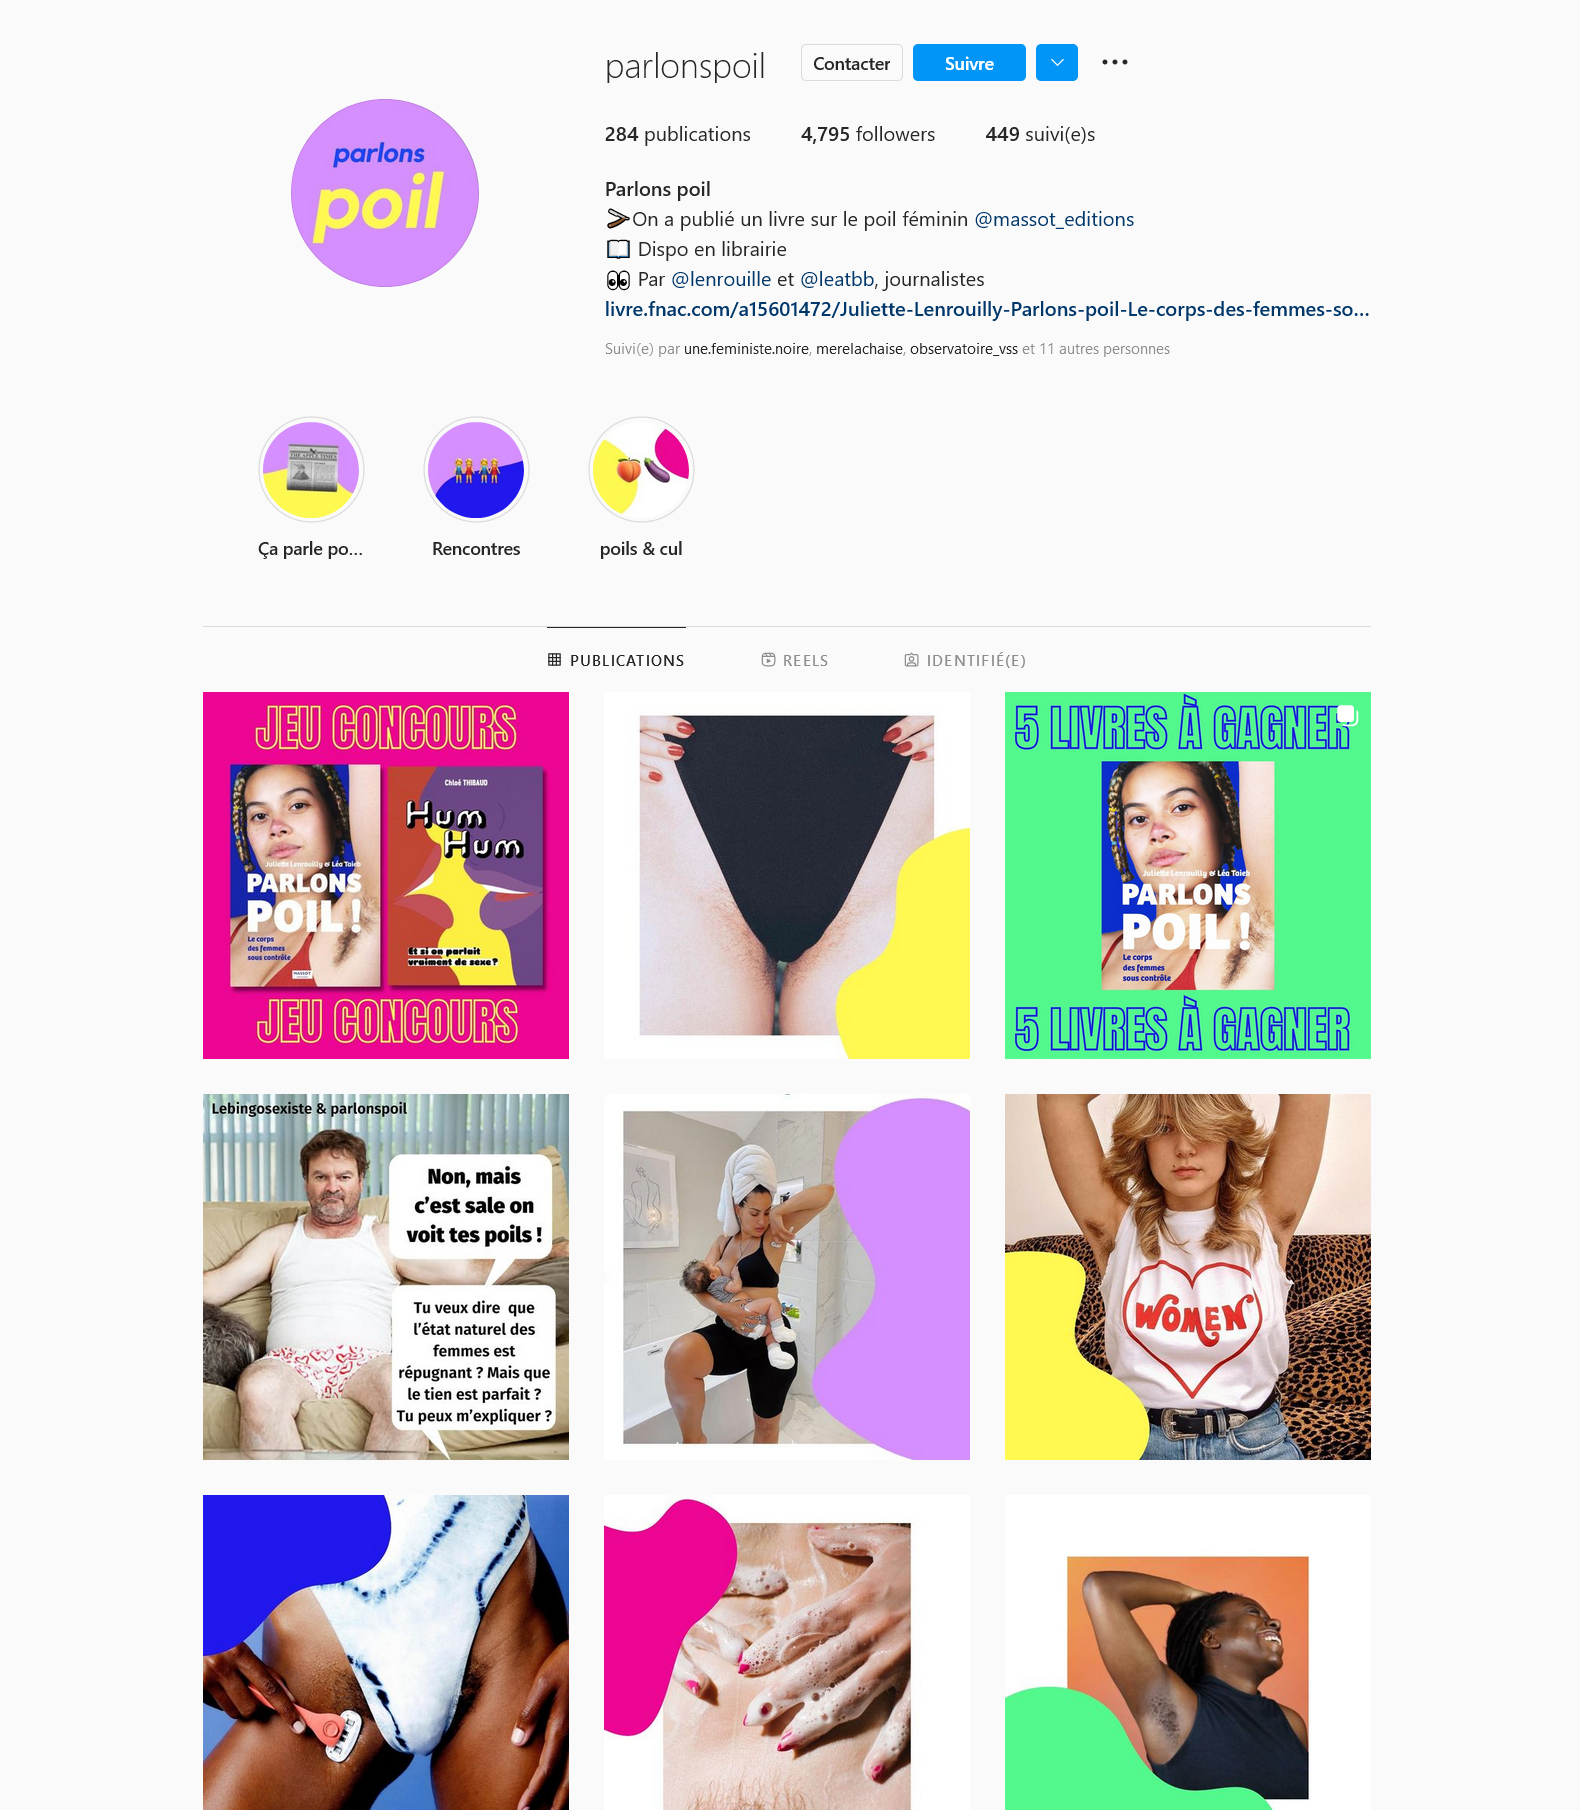 parlonspoil
Contacter
Suivre
284 publications
4,795 followers
449 suivi(e)s
parlons
poil
Parlons poil
On a publié un livre sur le poil féminin @massot_editions
Dispo en librairie
Par @lenrouille et @leatbb, journalistes
livre.fnac.com/a15601472/Juliette-Lenrouilly-Parlons-poil-Le-corps-des-femmes-so...
Suivi(e) par une.feministe.noire, merelachaise, observatoire_vss et 11 autres personnes
Ça parle po...
Rencontres
poils & cul
PUBLICATIONS
REELS
IDENTIFIÉ(E)
JEU CONCOURS
Juliette Lenrouilly & Léa Taieb
PARLONS
POIL !
Le corps
des femmes
sous contrôle
MASSOT
Chloé THIBAUD
HUM
HUM
Et si on parlait
vraiment de sexe ?
JEU CONCOURS
5 LIVRES À GAGNER
Juliette Lenrouilly & Léa Taieb
PARLONS
POIL !
Le corps
des femmes
sous contrôle
5 LIVRES À GAGNER
Lebingosexiste & parlonspoil
Non, mais
c'est sale on
voit tes poils !
Tu veux dire que
l'état naturel des
femmes est
répugnant ? Mais que
le tien est parfait ?
Tu peux m'expliquer ?
WOMEN